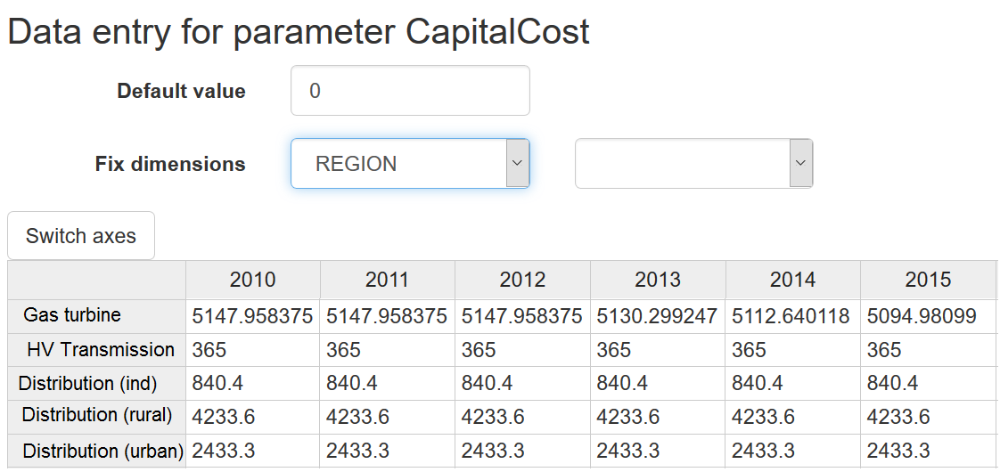 Data entry for parameter CapitalCost
Default value 0
Fix dimensions REGION
Switch axes
2010 2011 2012 2013 2014 2015
Gas turbine 5147.958375 5147.958375 5147.958375 5130.299247 5112.640118 5094.98099
HV Transmission 365 365 365 365 365 365
Distribution (ind) 840.4 840.4 840.4 840.4 840.4 840.4
Distribution (rural) 4233.6 4233.6 4233.6 4233.6 4233.6 4233.6
Distribution (urban) 2433.3 2433.3 2433.3 2433.3 2433.3 2433.3